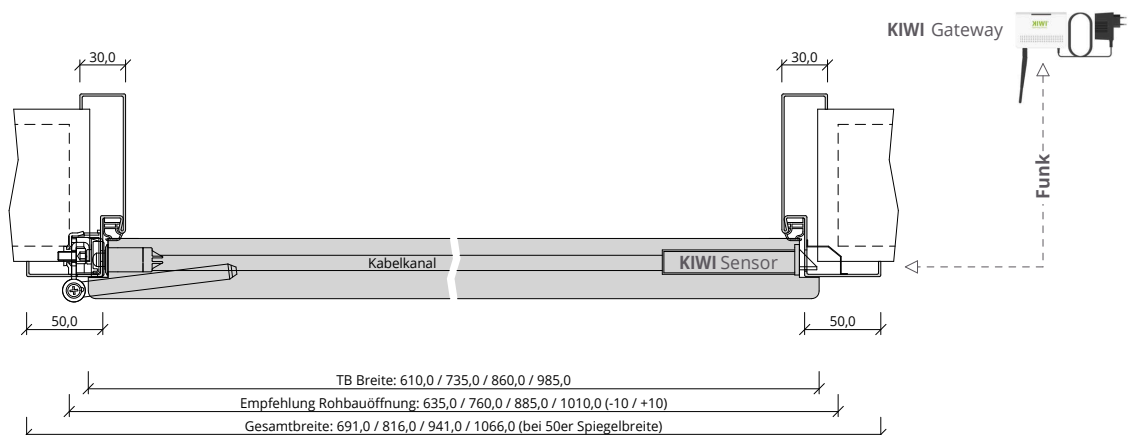 KIWI Gateway
KIWI
30,0
30,0
Funk
Kabelkanal
KIWI Sensor
50,0
50,0
TB Breite: 610,0 / 735,0 / 860,0 / 985,0
Empfehlung Rohbauöffnung: 635,0 / 760,0 / 885,0 / 1010,0 (-10 / +10)
Gesamtbreite: 691,0 / 816,0 / 941,0 / 1066,0 (bei 50er Spiegelbreite)